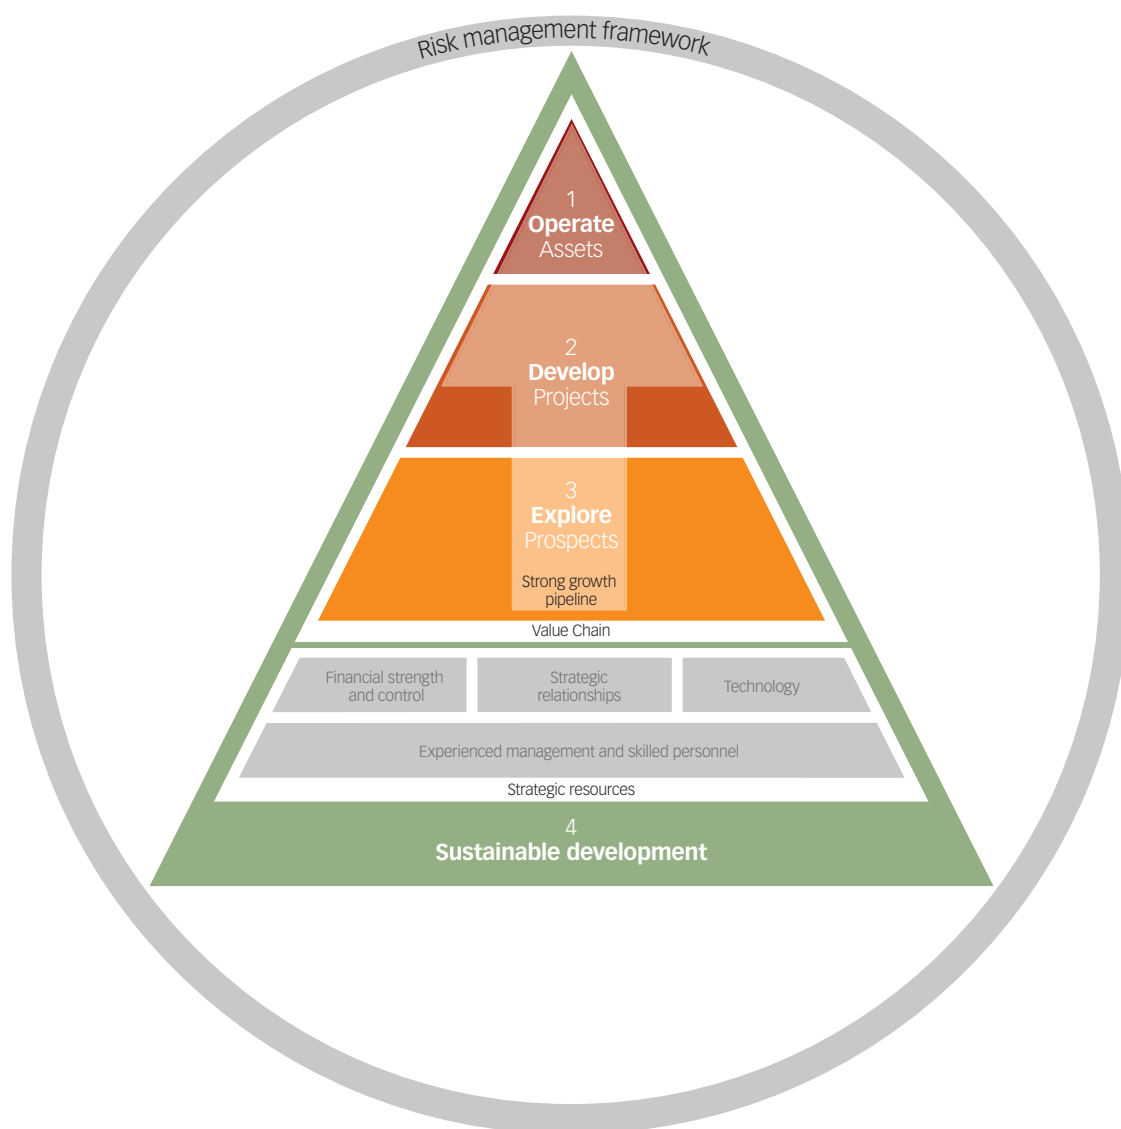 Risk management framework
1
Operate
Assets
2
Develop
Projects
3
Explore
Prospects
Strong growth
pipeline
Value Chain
Financial strength
and control
Strategic
relationships
Technology
Experienced management and skilled personnel
Strategic resources
4
Sustainable development